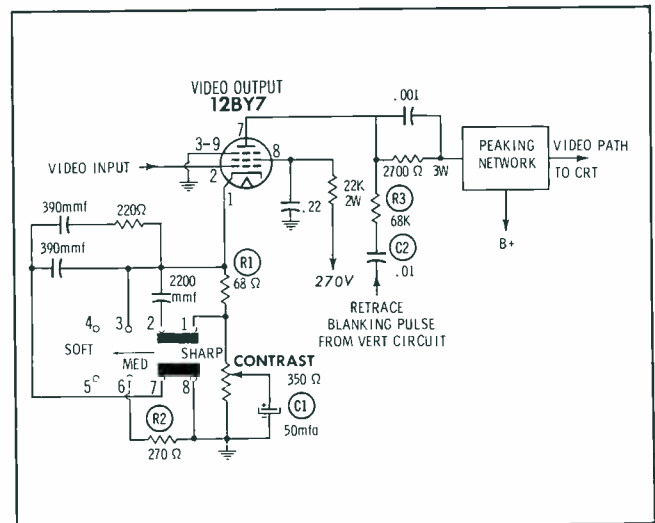 VIDEO OUTPUT
12BY7
7
3-9
8
VIDEO INPUT
2
1
.001
2700 Ω 3W
PEAKING
NETWORK
VIDEO PATH
TO CRT
B+
22K
2W
.22
270V
R3
68K
C2
.01
RETRACE
BLANKING PULSE
FROM VERT CIRCUIT
390mmf
220Ω
390mmf
R1
68 Ω
2200
mmf
4 3 2 1
SOFT
MED
SHARP
5 6 7 8
CONTRAST
350 Ω
C1
50mfd
R2
270 Ω